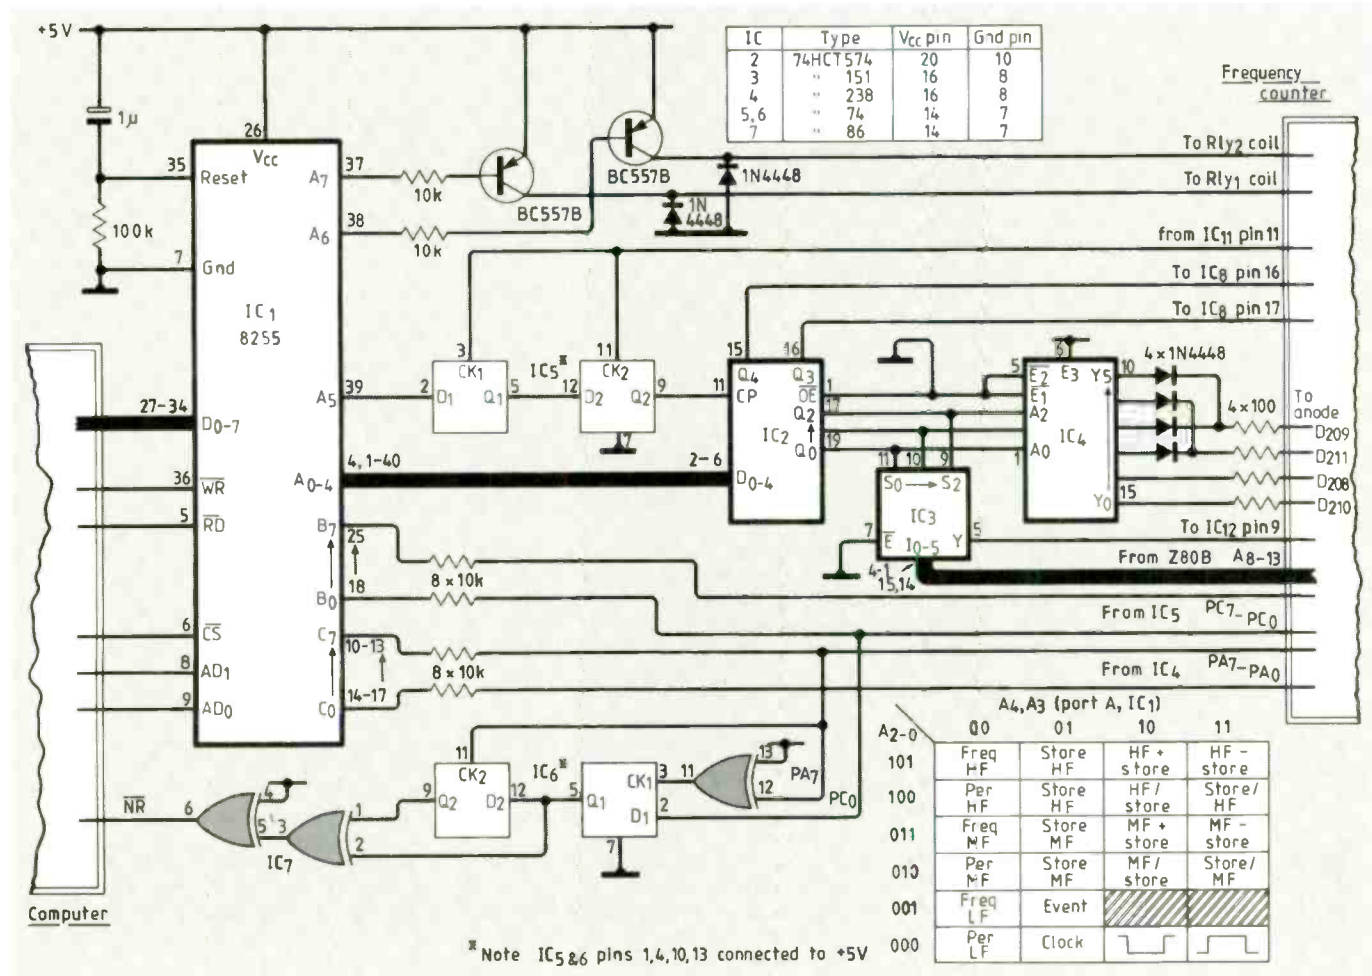 +5V
1µ
100k
35
7
26
Vcc
Reset
Gnd
IC1
8255
A7
37
A6
38
10k
10k
BC557B
BC557B
1N4448
1N
4448
IC Type Vcc pin Gnd pin
2 74HCT574 20 10
3 " 151 16 8
4 " 238 16 8
5,6 " 74 14 7
7 " 86 14 7
Frequency
counter
To Rly2 coil
To Rly1 coil
from IC11 pin11
To IC8 pin16
To IC8 pin17
3
CK1
2
D1
Q1
5
IC5*
11
CK2
12
D2
Q2
9
7
A5
39
15
Q4
16
Q3
11
CP
OE
1
17
Q2
IC2
Q0
19
2-6
D0-4
5
E2
E1
6
E3
A2
IC4
A0
1
10
Y5
Y0
15
4×1N4448
4×100
To
anode
D209
D211
D208
D210
11
10
9
S0 → S2
IC3
7
E
Y
5
I0-5
4-1
15,14
To IC12 pin9
From Z80B A8-13
From IC5 PC7-PC0
From IC4 PA7-PA0
27-34
D0-7
36
WR
5
RD
6
CS
8
AD1
9
AD0
4,1-40
A0-4
B7
25
18
B0
C7
10-13
14-17
C0
8×10k
8×10k
11
CK2
9
Q2
D2
12
IC6*
5
Q1
CK1
3
D1
2
7
11
13
12
PA7
PC0
NR
6
4
5
3
1
2
IC7
Computer
*Note IC5&6 pins 1,4,10,13 connected to +5V
A4,A3 (port A, IC1)
A2-0 00 01 10 11
101 Freq HF Store HF HF + store HF - store
100 Per HF Store HF HF/ store Store/ HF
011 Freq MF Store MF MF + store MF - store
010 Per MF Store MF MF/ store Store/ MF
001 Freq LF Event
000 Per LF Clock